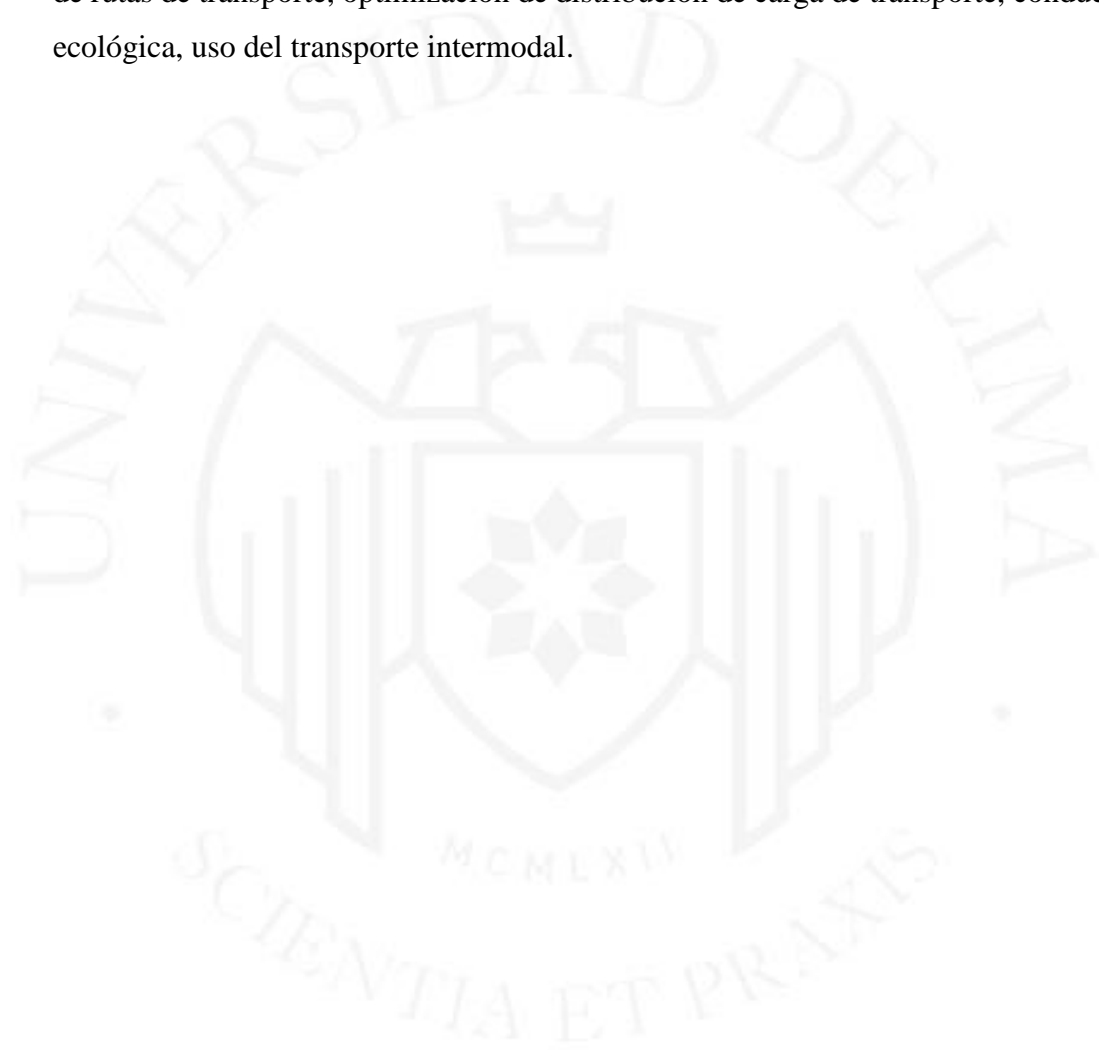 de rutas de transporte, optimización de distribución de carga de transporte, conduc
ecológica, uso del transporte intermodal.
UNIVERSIDAD DE LIMA
MCMLXII
SCIENTIA ET PRAXIS